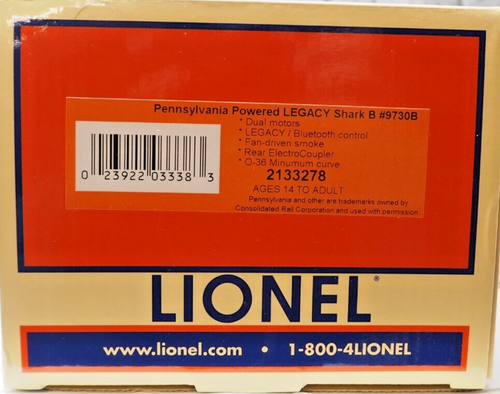 Pennsylvania Powered LEGACY Shark B #9730B
* Dual motors
* LEGACY / Bluetooth control
* Fan-driven smoke
* Rear ElectroCoupler
* O-36 Minumum curve
2133278
AGES 14 TO ADULT
Pennsylvania and other are trademarks owned by
Consolidated Rail Corporation and used with permission
0 23922 03338 3
LIONEL®
www.lionel.com • 1-800-4LIONEL